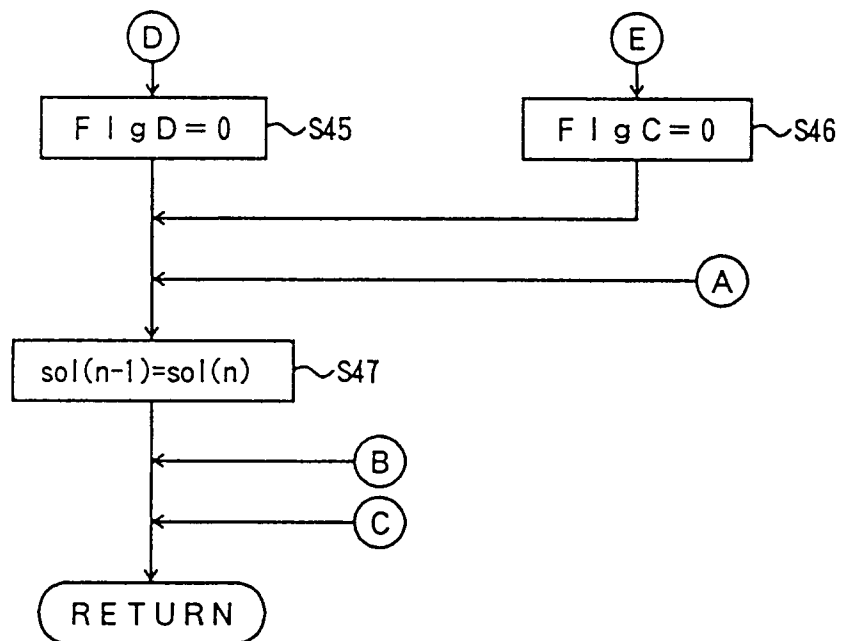 D
E
FlgD=0
S45
FlgC=0
S46
A
sol(n-1)=sol(n)
S47
B
C
RETURN